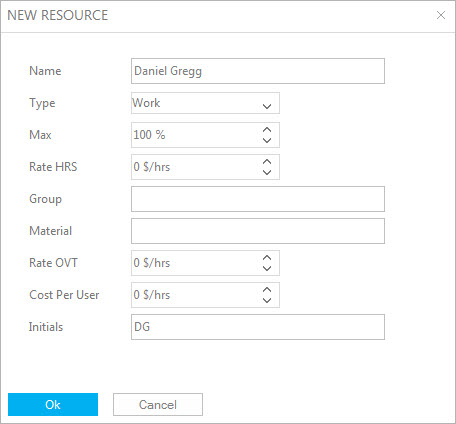 NEW RESOURCE
Name Daniel Gregg
Type Work
Max 100 %
Rate HRS 0 $/hrs
Group
Material
Rate OVT 0 $/hrs
Cost Per User 0 $/hrs
Initials DG
Ok Cancel